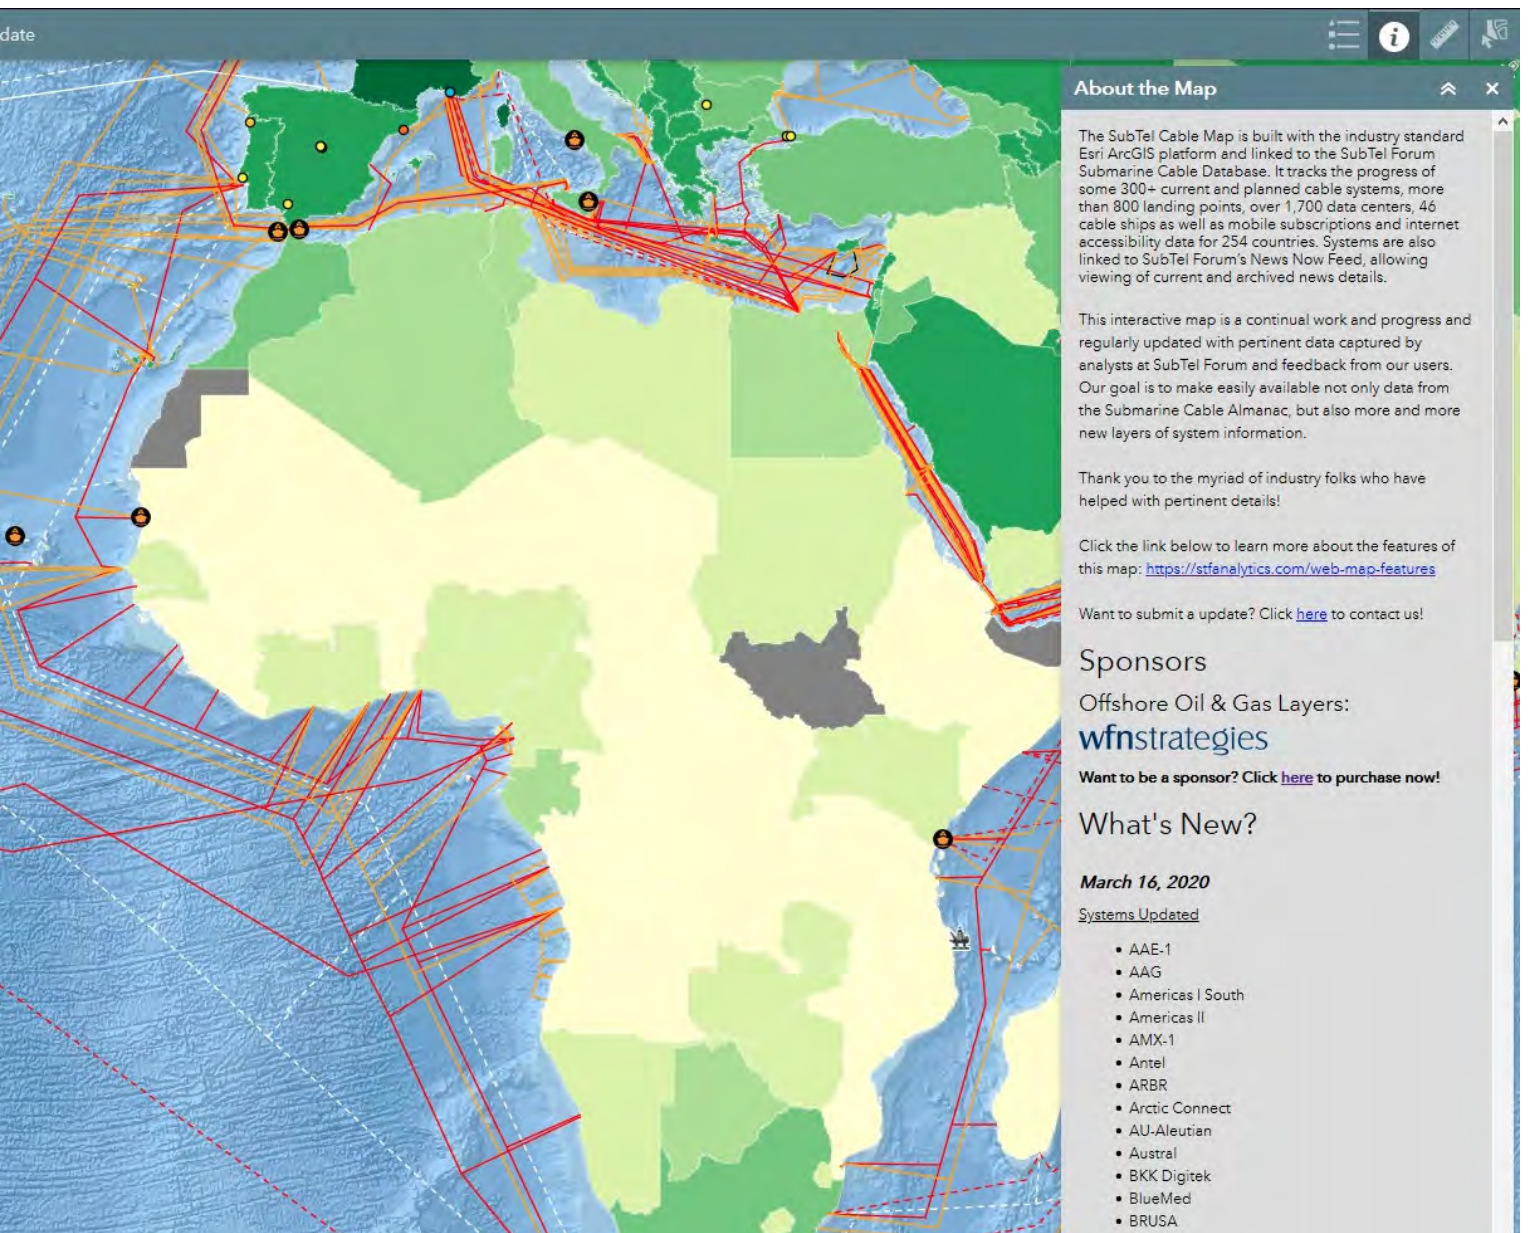 date
About the Map
The SubTel Cable Map is built with the industry standard
Esri ArcGIS platform and linked to the SubTel Forum
Submarine Cable Database. It tracks the progress of
some 300+ current and planned cable systems, more
than 800 landing points, over 1,700 data centers, 46
cable ships as well as mobile subscriptions and internet
accessibility data for 254 countries. Systems are also
linked to SubTel Forum's News Now Feed, allowing
viewing of current and archived news details.
This interactive map is a continual work and progress and
regularly updated with pertinent data captured by
analysts at SubTel Forum and feedback from our users.
Our goal is to make easily available not only data from
the Submarine Cable Almanac, but also more and more
new layers of system information.
Thank you to the myriad of industry folks who have
helped with pertinent details!
Click the link below to learn more about the features of
this map: https://stfanalytics.com/web-map-features
Want to submit a update? Click here to contact us!
Sponsors
Offshore Oil & Gas Layers:
wfnstrategies
Want to be a sponsor? Click here to purchase now!
What's New?
March 16, 2020
Systems Updated
• AAE-1
• AAG
• Americas I South
• Americas II
• AMX-1
• Antel
• ARBR
• Arctic Connect
• AU-Aleutian
• Austral
• BKK Digitek
• BlueMed
• BRUSA